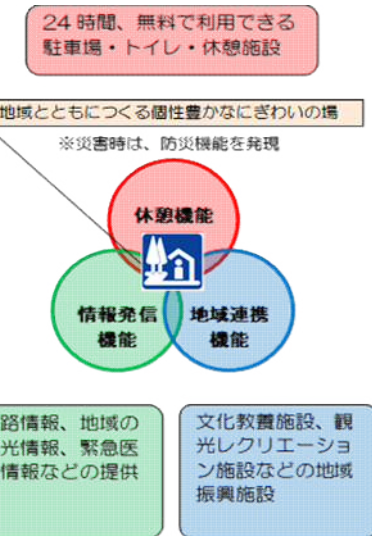 24 時間、無料で利用できる
駐車場・トイレ・休憩施設
地域とともにつくる個性豊かなにぎわいの場
※災害時は、防災機能を発現
休憩機能
情報発信
機能
地域連携
機能
路情報、地域の
光情報、緊急医
情報などの提供
文化教養施設、観
光レクリエーショ
ン施設などの地域
振興施設